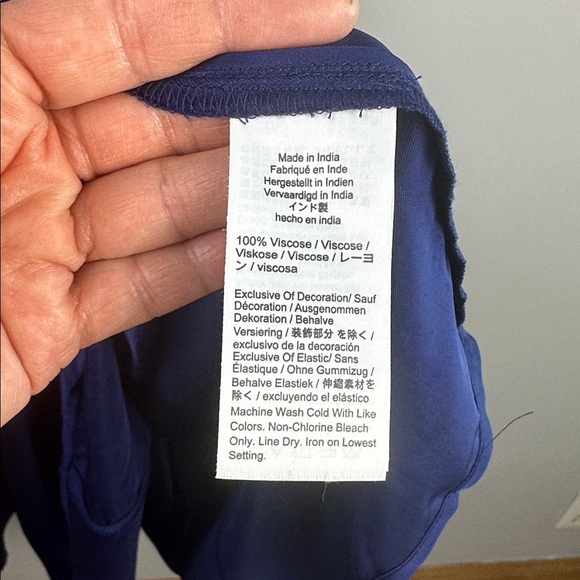 Made in India
Fabriqué en Inde
Hergestellt in Indien
Vervaardigd in India
インド製
hecho en india
100% Viscose / Viscose /
Viskose / Viscose / レーヨ
ン / viscosa
Exclusive Of Decoration/ Sauf
Décoration / Ausgenommen
Dekoration / Behalve
Versiering / 装飾部分 を除く /
exclusivo de la decoración
Exclusive Of Elastic/ Sans
Élastique / Ohne Gummizug /
Behalve Elastiek / 伸縮素材を
除く / excluyendo el elástico
Machine Wash Cold With Like
Colors. Non-Chlorine Bleach
Only. Line Dry. Iron on Lowest
Setting.